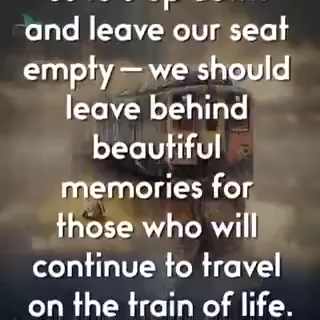 and leave our seat
empty – we should
leave behind
beautiful
memories for
those who will
continue to travel
on the train of life.